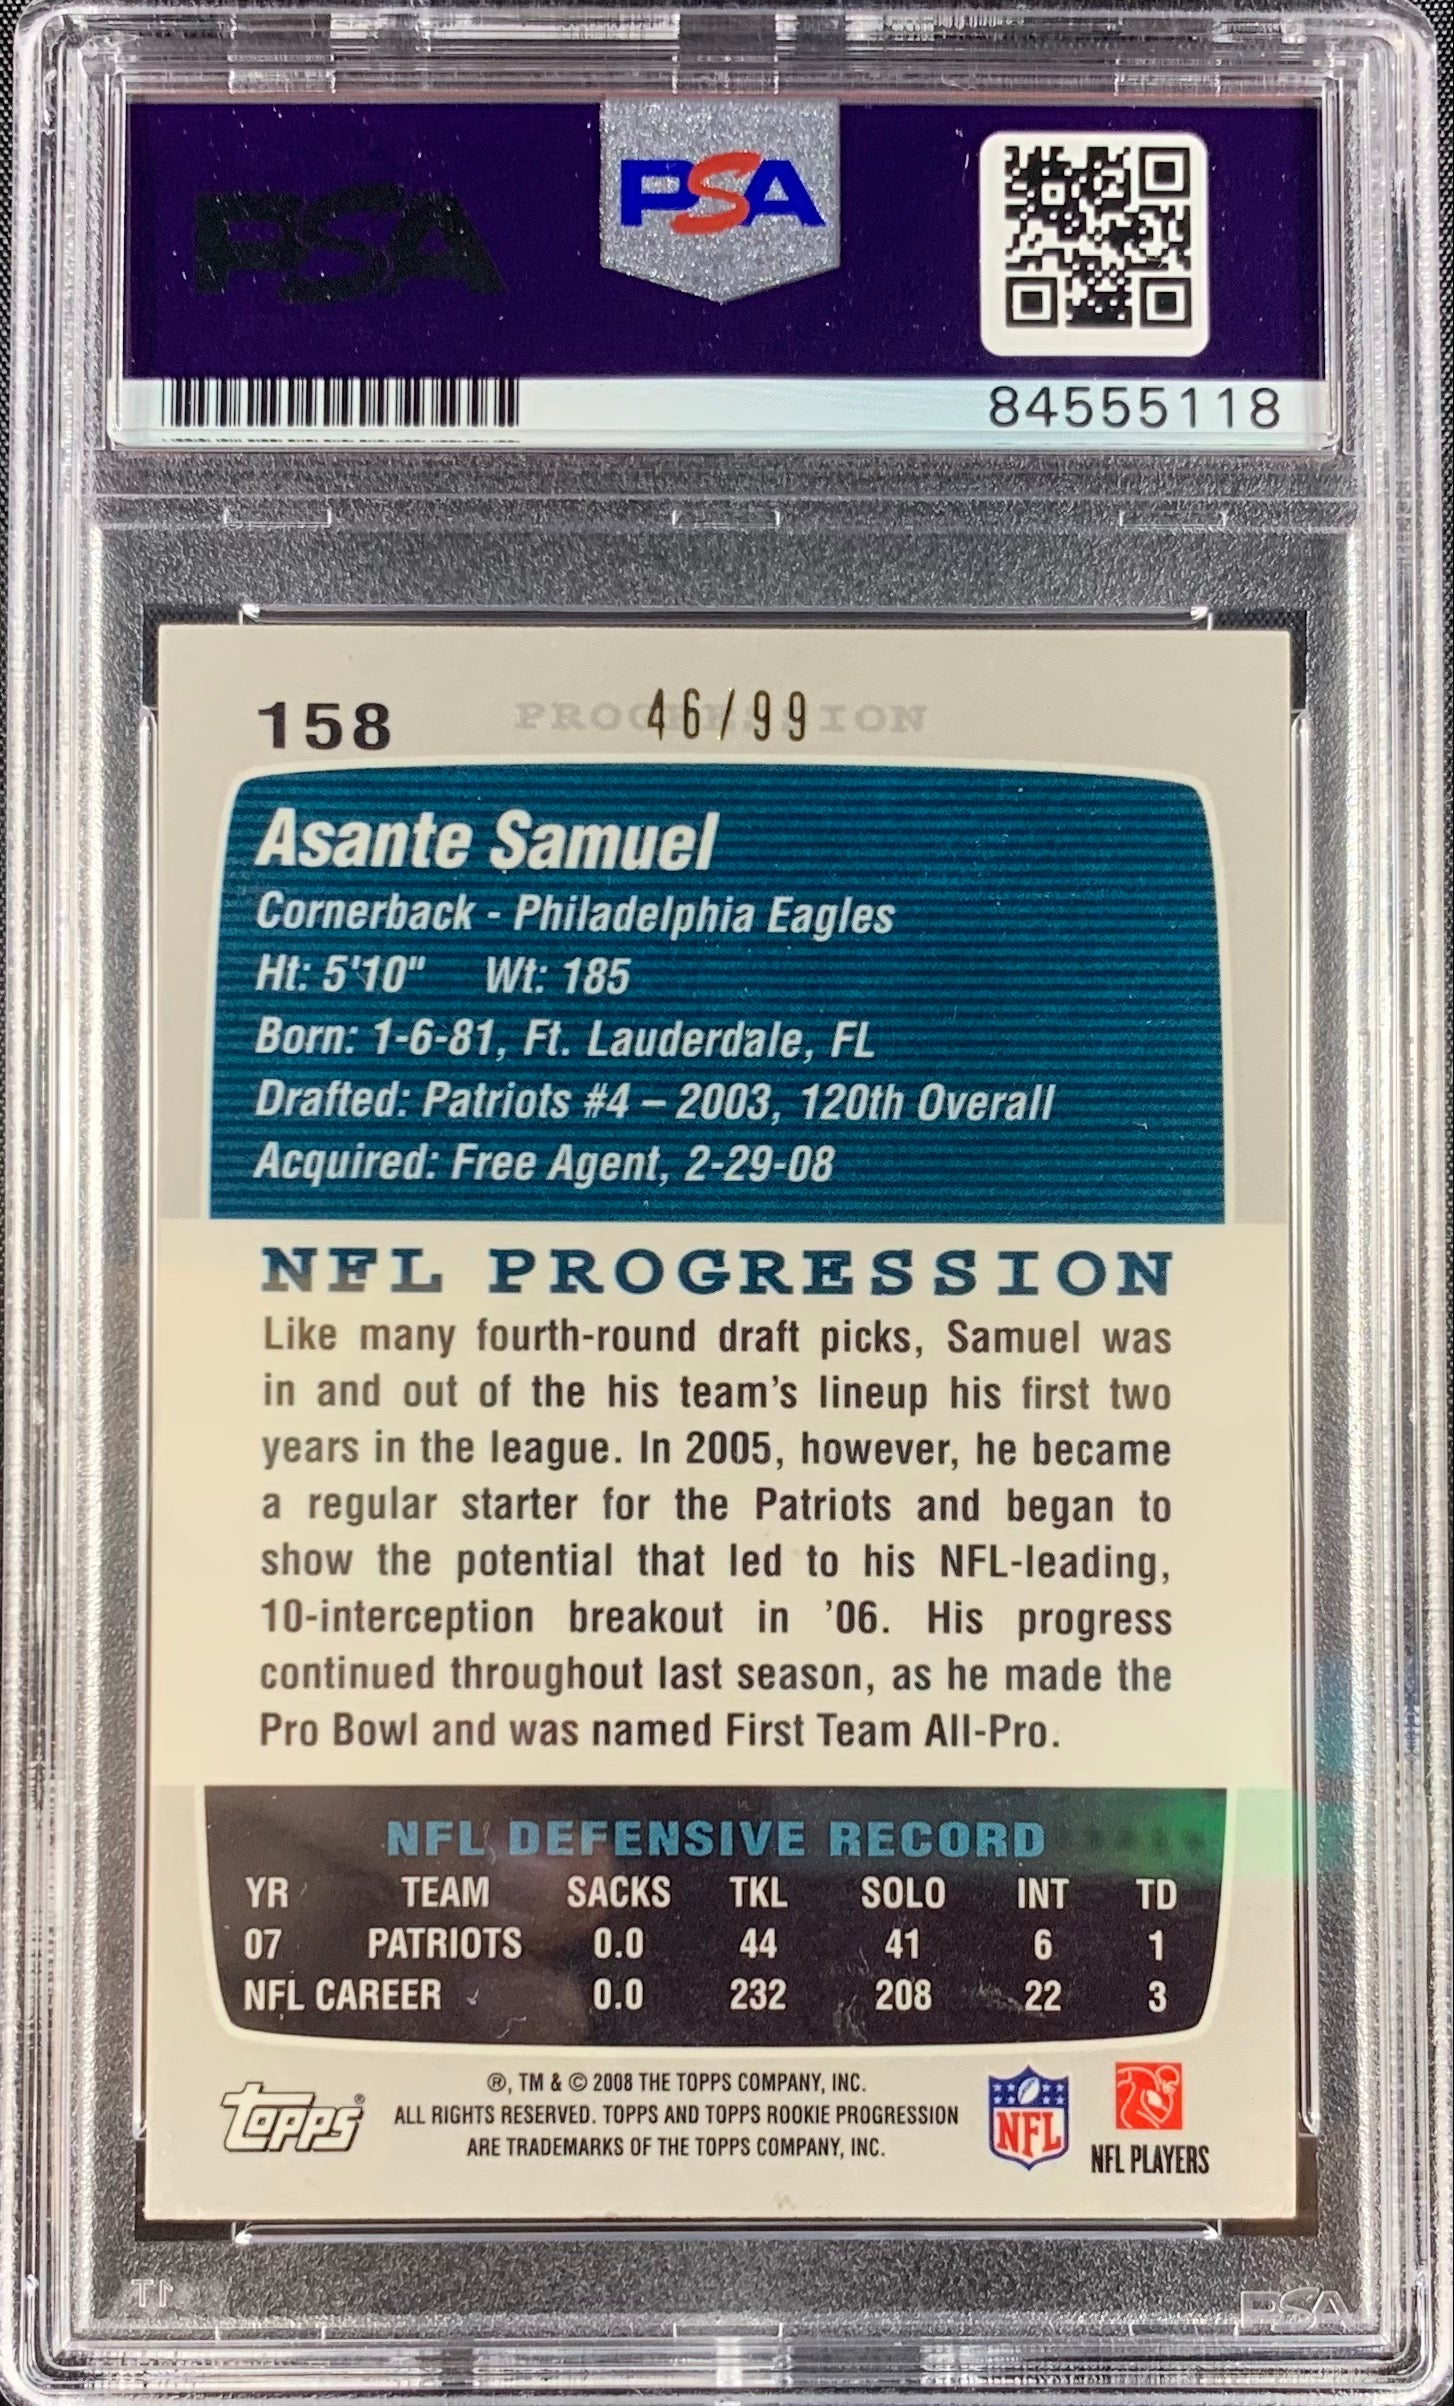 PSA
PSA
84555118
158
PROGRESSION
46/99
Asante Samuel
Cornerback - Philadelphia Eagles
Ht: 5'10" Wt: 185
Born: 1-6-81, Ft. Lauderdale, FL
Drafted: Patriots #4 – 2003, 120th Overall
Acquired: Free Agent, 2-29-08
NFL PROGRESSION
Like many fourth-round draft picks, Samuel was
in and out of the his team's lineup his first two
years in the league. In 2005, however, he became
a regular starter for the Patriots and began to
show the potential that led to his NFL-leading,
10-interception breakout in '06. His progress
continued throughout last season, as he made the
Pro Bowl and was named First Team All-Pro.
NFL DEFENSIVE RECORD
YR TEAM SACKS TKL SOLO INT TD
07 PATRIOTS 0.0 44 41 6 1
NFL CAREER 0.0 232 208 22 3
Topps®
®, TM & © 2008 THE TOPPS COMPANY, INC.
ALL RIGHTS RESERVED. TOPPS AND TOPPS ROOKIE PROGRESSION
ARE TRADEMARKS OF THE TOPPS COMPANY, INC.
NFL
NFL PLAYERS
PSA